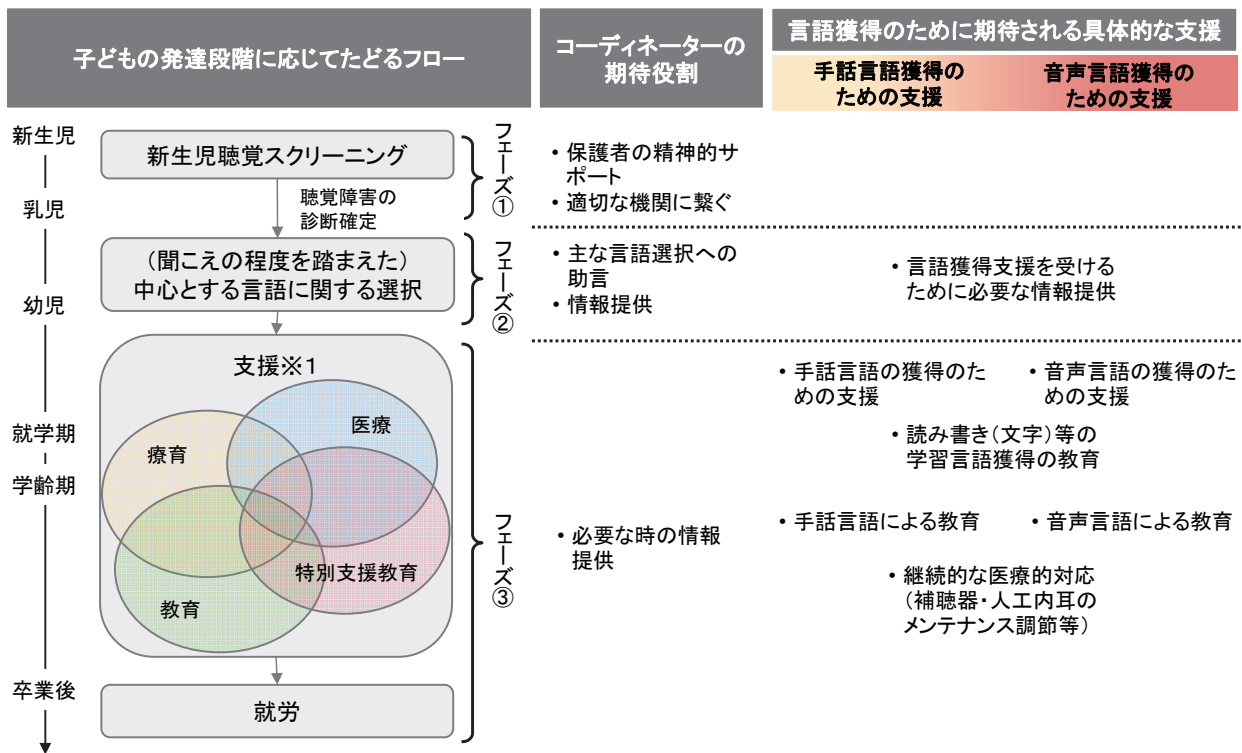 子どもの発達段階に応じてたどるフロー
コーディネーターの
期待役割
言語獲得のために期待される具体的な支援
手話言語獲得の
ための支援
音声言語獲得の
ための支援
新生児
乳児
幼児
就学期
学齢期
卒業後
新生児聴覚スクリーニング
聴覚障害の
診断確定
(聞こえの程度を踏まえた)
中心とする言語に関する選択
支援※1
医療
療育
特別支援教育
教育
就労
フェーズ①
フェーズ②
フェーズ③
・保護者の精神的サ
ポート
・適切な機関に繋ぐ
・主な言語選択への
助言
・情報提供
・言語獲得支援を受ける
ために必要な情報提供
・手話言語の獲得のた
めの支援
・音声言語の獲得のた
めの支援
・読み書き(文字)等の
学習言語獲得の教育
・必要な時の情報
提供
・手話言語による教育
・音声言語による教育
・継続的な医療的対応
(補聴器・人工内耳の
メンテナンス調節等)